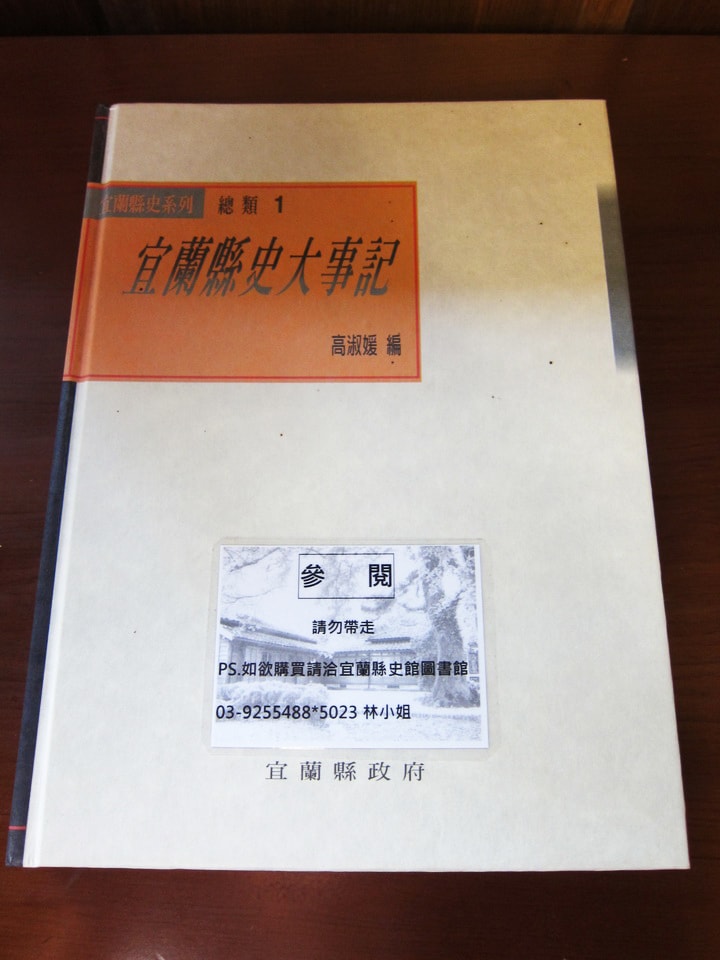 宜蘭縣史系列 總類 1
宜蘭縣史大事記
高淑媛 編
參 閱
請勿帶走
PS.如欲購買請洽宜蘭縣史館圖書館
03-9255488*5023 林小姐
宜蘭縣政府